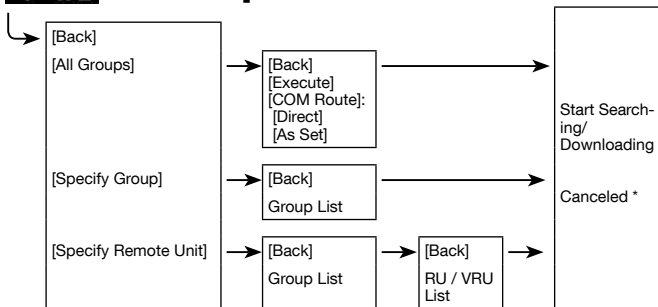 [Back]
[All Groups]
[Back]
[Execute]
[COM Route]:
[Direct]
[As Set]
Start Search-
ing/
Downloading
[Specify Group]
[Back]
Group List
Canceled *
[Specify Remote Unit]
[Back]
Group List
[Back]
RU / VRU
List